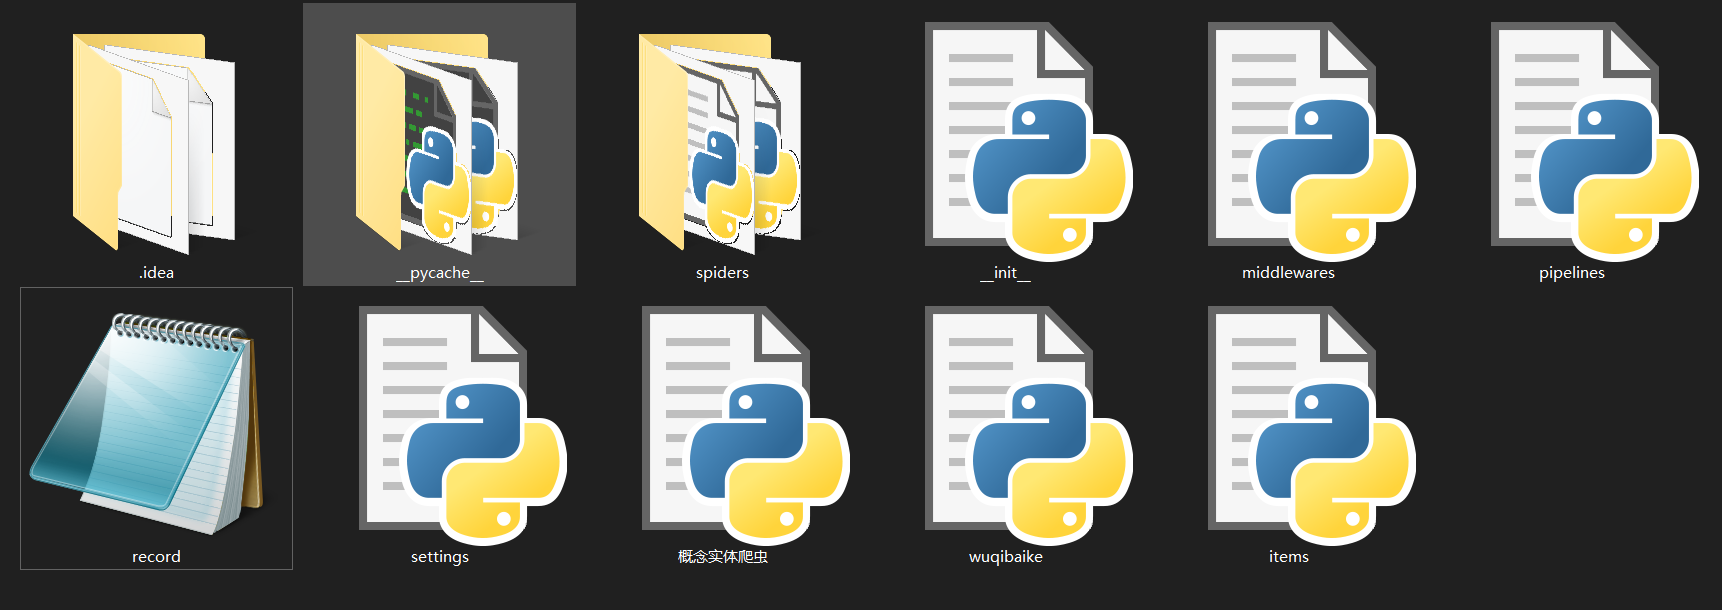 .idea
__pycache__
spiders
__init__
middlewares
pipelines
record
settings
概念实体爬虫
wuqibaike
items